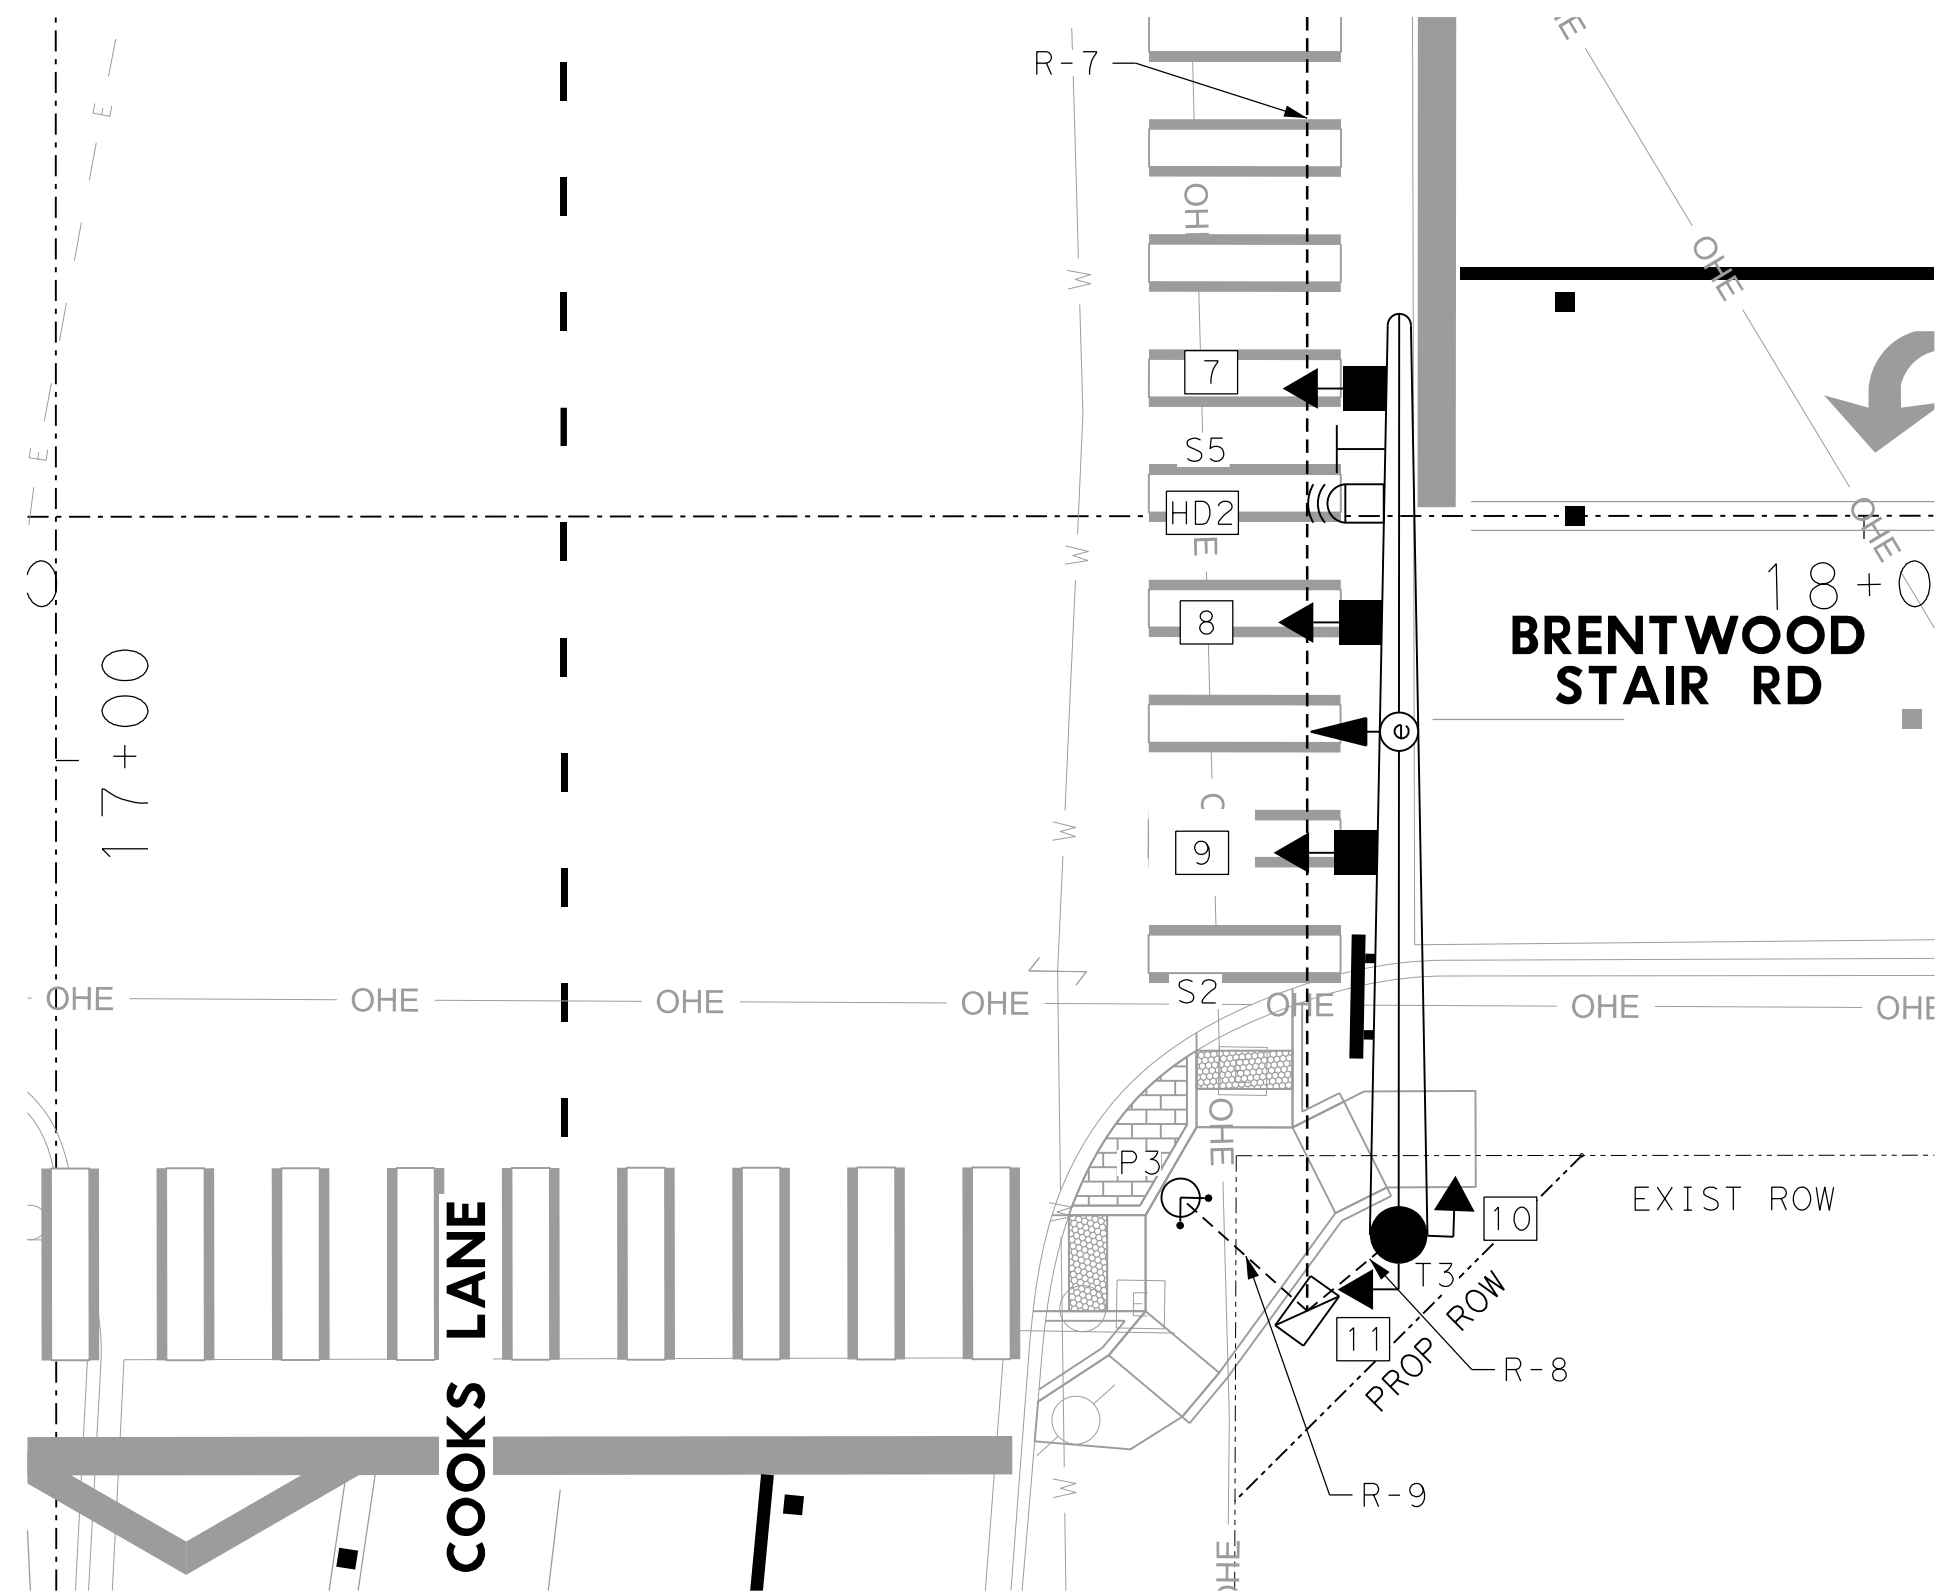 R-7
E
E
OHE
OH
W
OHE
7
S5
E
HD2
E
OHE
W
18+0
8
BRENTWOOD
STAIR RD
17+00
e
W
9
S2
OHE
OHE
OHE
OHE
OHE
OHE
OHE
OHE
P3
EXIST ROW
10
T3
PROP ROW
11
R-8
COOKS LANE
E
W
R-9
OHE